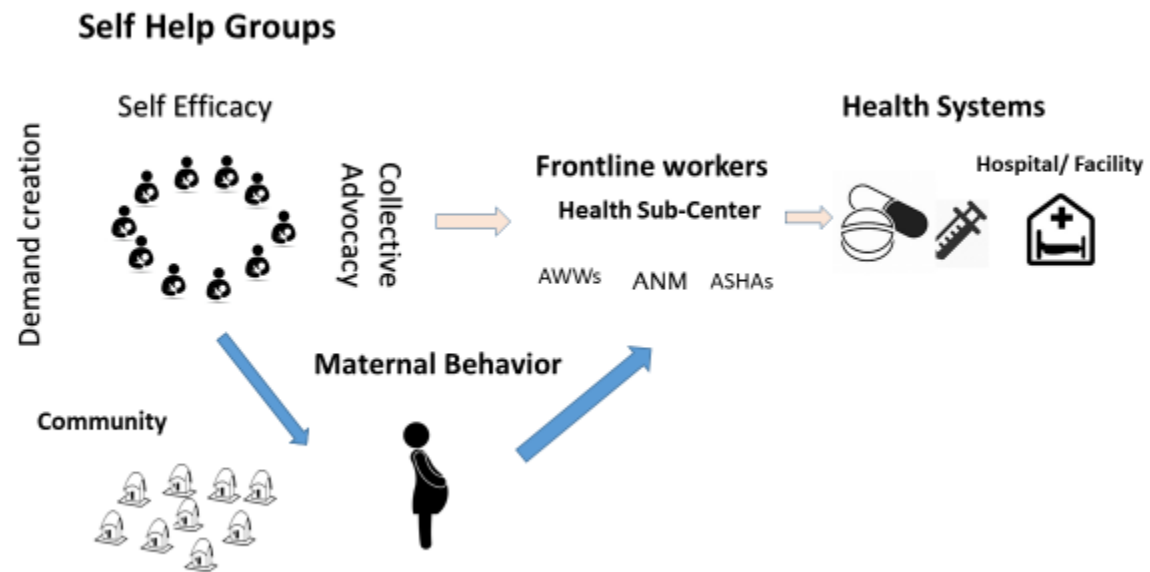 Self Help Groups
Self Efficacy
Demand creation
Collective
Advocacy
Frontline workers
Health Sub-Center
AWWs ANM ASHAs
Health Systems
Hospital/ Facility
Maternal Behavior
Community